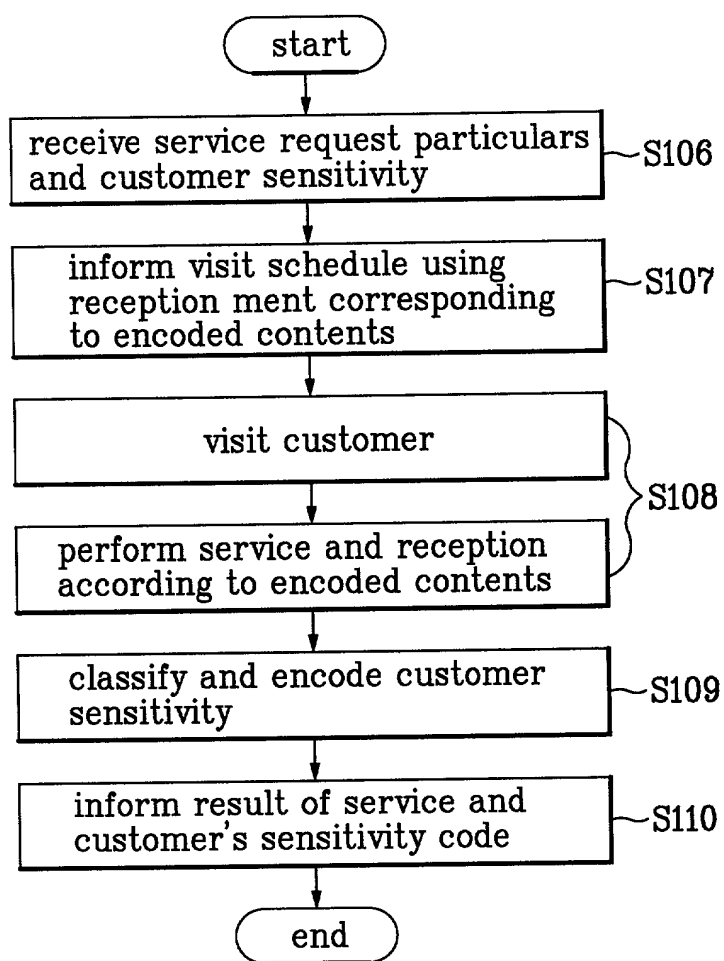 start
receive service request particulars
and customer sensitivity
S106
inform visit schedule using
reception ment corresponding
to encoded contents
S107
visit customer
S108
perform service and reception
according to encoded contents
classify and encode customer
sensitivity
S109
inform result of service and
customer's sensitivity code
S110
end